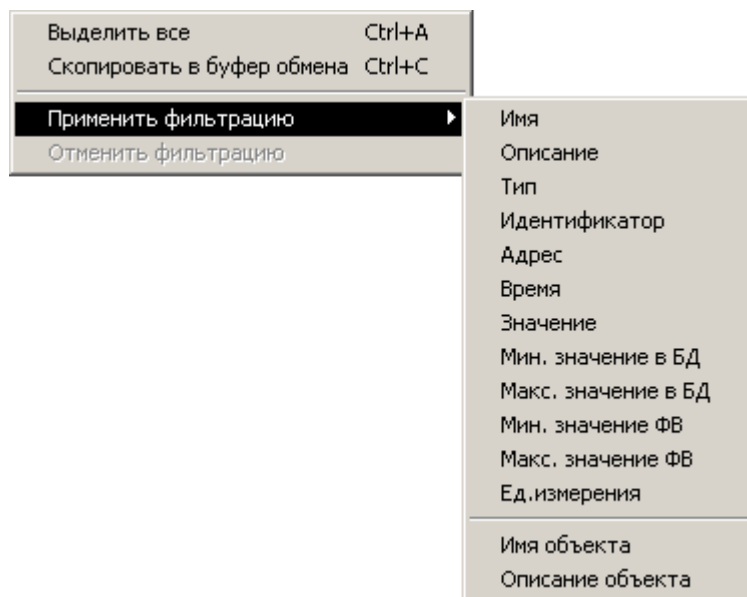 Выделить все Ctrl+A
Скопировать в буфер обмена Ctrl+C
Применить фильтрацию
Отменить фильтрацию
Имя
Описание
Тип
Идентификатор
Адрес
Время
Значение
Мин. значение в БД
Макс. значение в БД
Мин. значение ФВ
Макс. значение ФВ
Ед.измерения
Имя объекта
Описание объекта